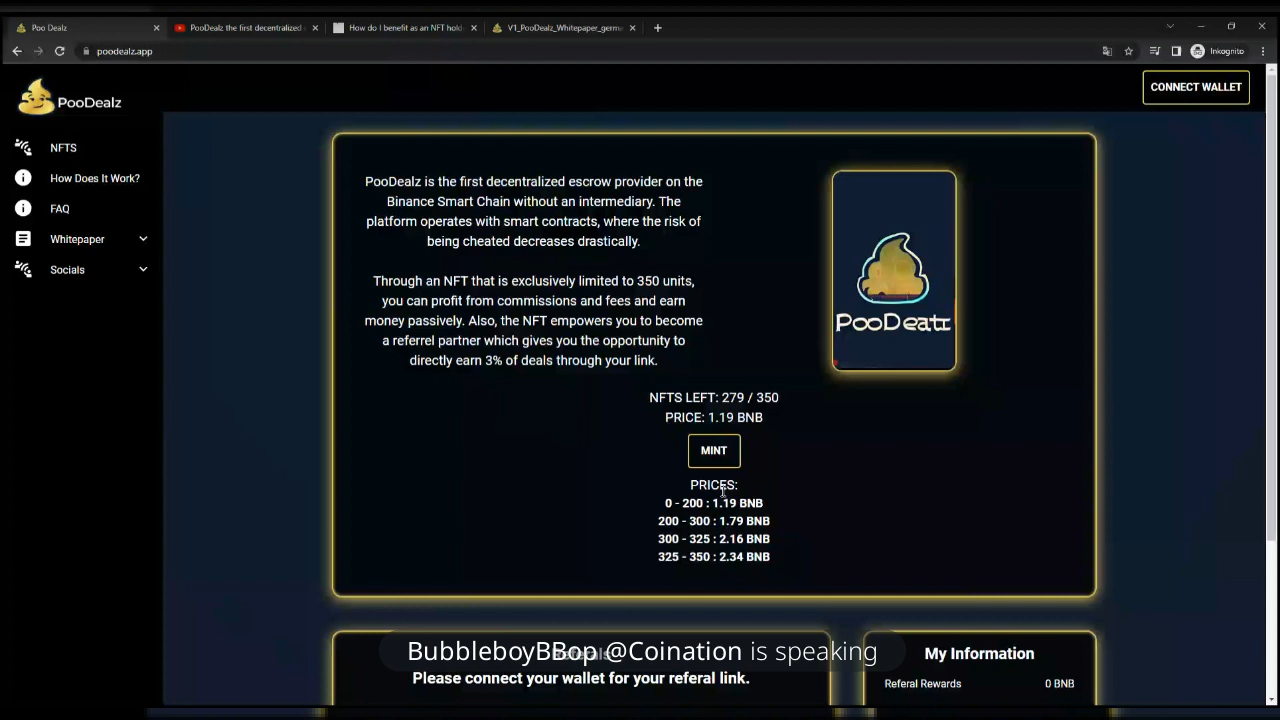 Poo Dealz
PooDealz the first decentralized
How do I benefit as an NFT hold
V1_PooDealz_Whitepaper_germ
poodealz.app
Inkognito
PooDealz
CONNECT WALLET
NFTS
How Does It Work?
FAQ
Whitepaper
Socials
PooDealz is the first decentralized escrow provider on the
Binance Smart Chain without an intermediary. The
platform operates with smart contracts, where the risk of
being cheated decreases drastically.
Through an NFT that is exclusively limited to 350 units,
you can profit from commissions and fees and earn
money passively. Also, the NFT empowers you to become
a referrel partner which gives you the opportunity to
directly earn 3% of deals through your link.
NFTS LEFT: 279 / 350
PRICE: 1.19 BNB
MINT
PRICES:
0 - 200 : 1.19 BNB
200 - 300 : 1.79 BNB
300 - 325 : 2.16 BNB
325 - 350 : 2.34 BNB
BubbleboyBBop @Coination is speaking
Please connect your wallet for your referal link.
My Information
Referal Rewards
0 BNB